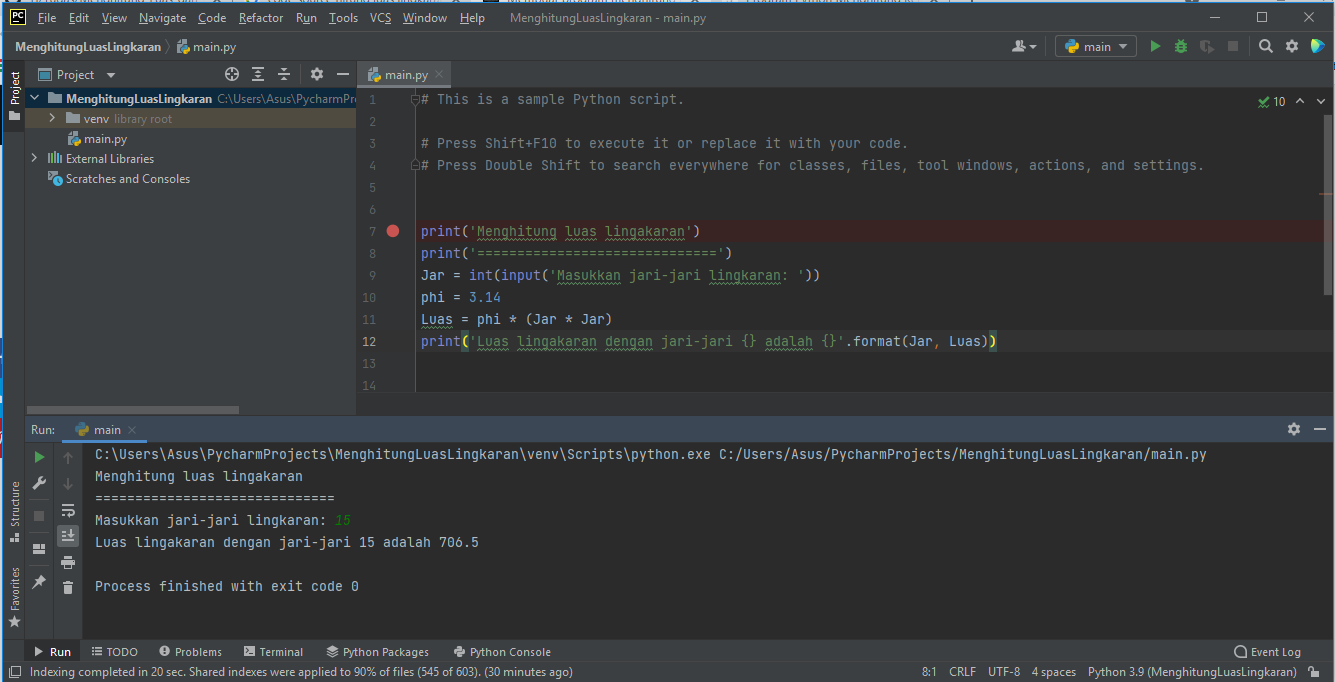 File Edit View Navigate Code Refactor Run Tools VCS Window Help MenghitungLuasLingkaran - main.py
MenghitungLuasLingkaran main.py main
Project
main.py
Project
MenghitungLuasLingkaran C:\Users\Asus\PycharmPr
venv library root
main.py
External Libraries
Scratches and Consoles
10
1 # This is a sample Python script.
2
3 # Press Shift+F10 to execute it or replace it with your code.
4 # Press Double Shift to search everywhere for classes, files, tool windows, actions, and settings.
5
6
7 print('Menghitung luas lingakaran')
8 print('==============================')
9 Jar = int(input('Masukkan jari-jari lingkaran: '))
10 phi = 3.14
11 Luas = phi * (Jar * Jar)
12 print('Luas lingakaran dengan jari-jari {} adalah {}'.format(Jar, Luas))
13
14
Run: main
C:\Users\Asus\PycharmProjects\MenghitungLuasLingkaran\venv\Scripts\python.exe C:/Users/Asus/PycharmProjects/MenghitungLuasLingkaran/main.py
Menghitung luas lingakaran
==============================
Masukkan jari-jari lingkaran: 15
Luas lingakaran dengan jari-jari 15 adalah 706.5
Process finished with exit code 0
Structure
Favorites
Run TODO Problems Terminal Python Packages Python Console Event Log
Indexing completed in 20 sec. Shared indexes were applied to 90% of files (545 of 603). (30 minutes ago) 8:1 CRLF UTF-8 4 spaces Python 3.9 (MenghitungLuasLingkaran)